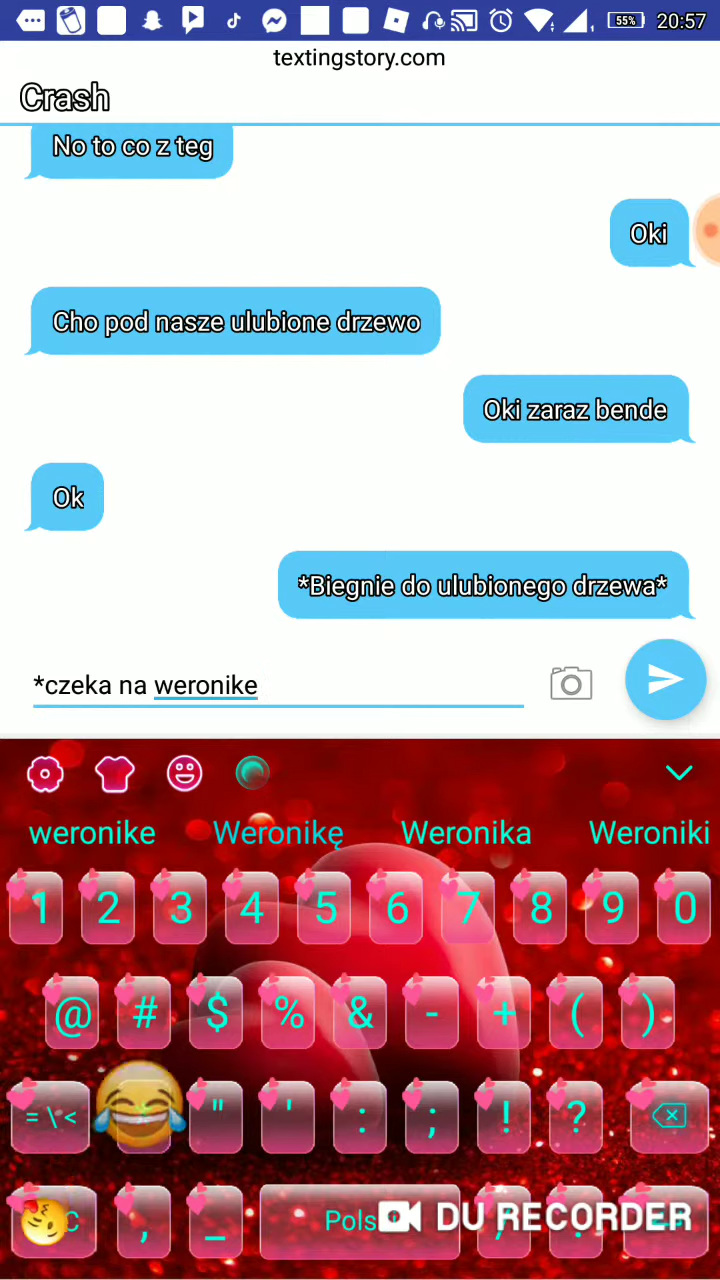 55% 20:57
textingstory.com
Crash
No to co z teg
Oki
Cho pod nasze ulubione drzewo
Oki zaraz bende
Ok
*Biegnie do ulubionego drzewa*
*czeka na weronike
weronike Weronikę Weronika Weroniki
1 2 3 4 5 6 7 8 9 0
@ # $ % & - + ( )
= \ < " ' : ; ! ?
C , _ Pols / .
DU RECORDER